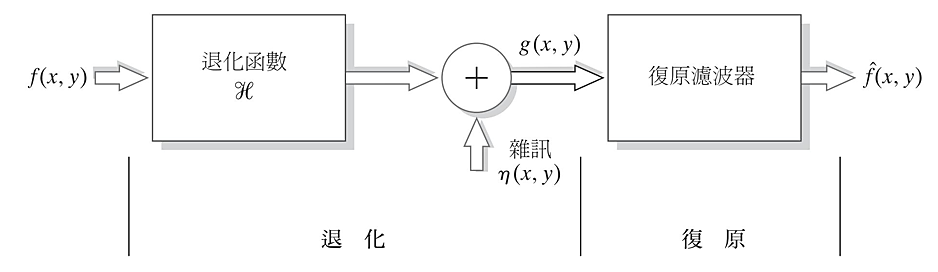 f(x, y)
退化函數
ℋ
+
g(x, y)
雜訊
η(x, y)
復原濾波器
f̂(x, y)
退 化
復 原